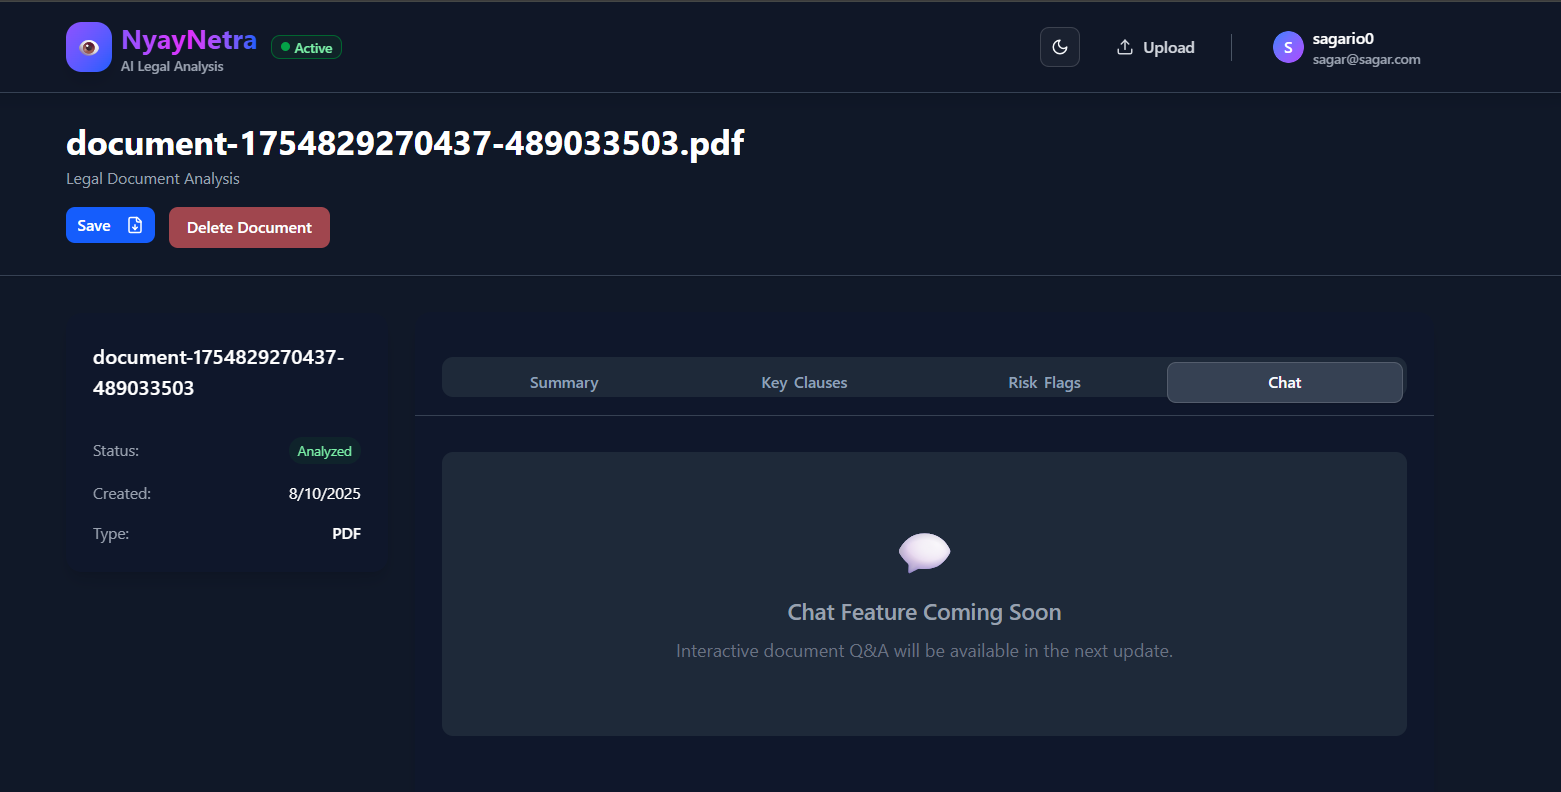 NyayNetra
Active
AI Legal Analysis
Upload
S
sagario0
sagar@sagar.com
document-1754829270437-489033503.pdf
Legal Document Analysis
Save
Delete Document
document-1754829270437-
489033503
Status: Analyzed
Created: 8/10/2025
Type: PDF
Summary Key Clauses Risk Flags Chat
Chat Feature Coming Soon
Interactive document Q&A will be available in the next update.